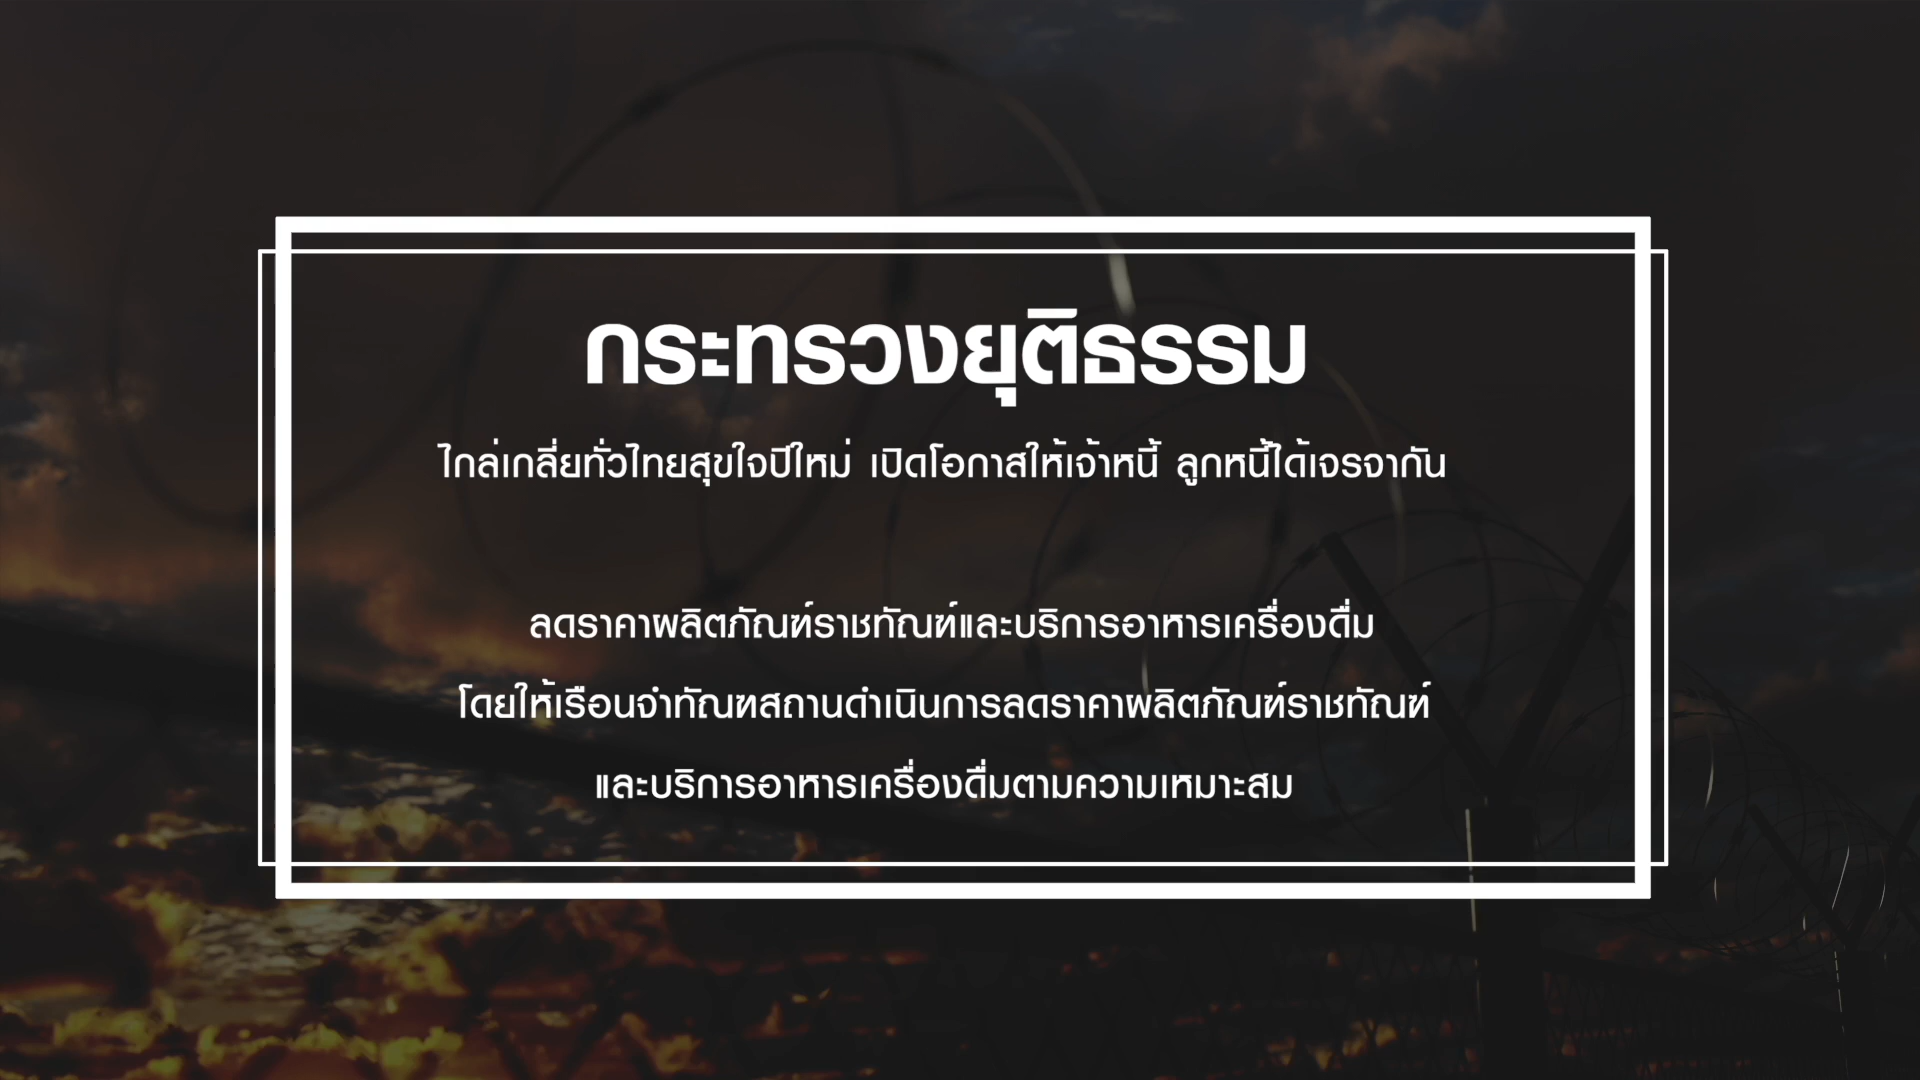 กระทรวงยุติธรรม
ไกล่เกลี่ยทั่วไทยสุขใจปีใหม่ เปิดโอกาสให้เจ้าหนี้ ลูกหนี้ได้เจรจากัน
ลดราคาผลิตภัณฑ์ราชทัณฑ์และบริการอาหารเครื่องดื่ม
โดยให้เรือนจำทัณฑสถานดำเนินการลดราคาผลิตภัณฑ์ราชทัณฑ์
และบริการอาหารเครื่องดื่มตามความเหมาะสม